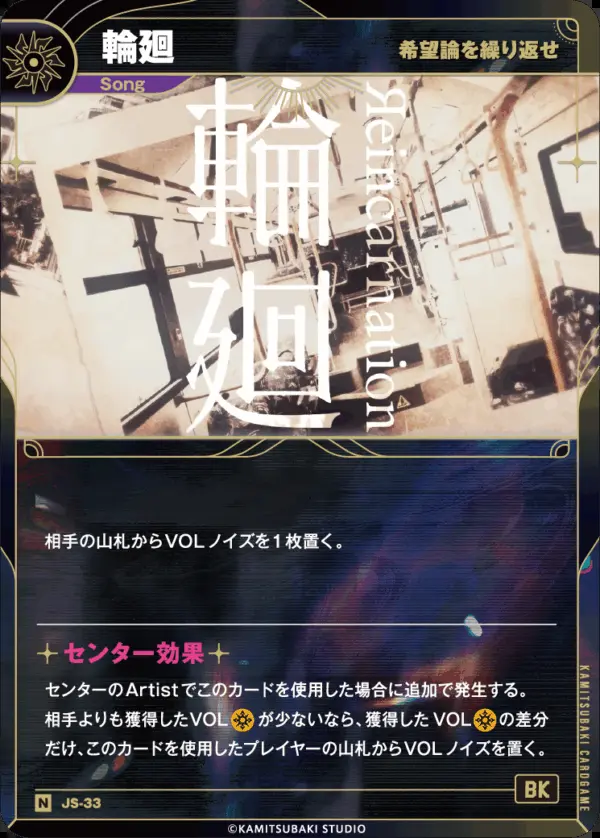 輪廻
希望論を繰り返せ
Song
輪廻
Яeincarnation
相手の山札からVOLノイズを1枚置く。
センター効果
センターのArtistでこのカードを使用した場合に追加で発生する。
相手よりも獲得したVOLが少ないなら、獲得したVOLの差分
だけ、このカードを使用したプレイヤーの山札からVOLノイズを置く。
KAMITSUBAKI CARDGAME
BK
N JS-33
©KAMITSUBAKI STUDIO